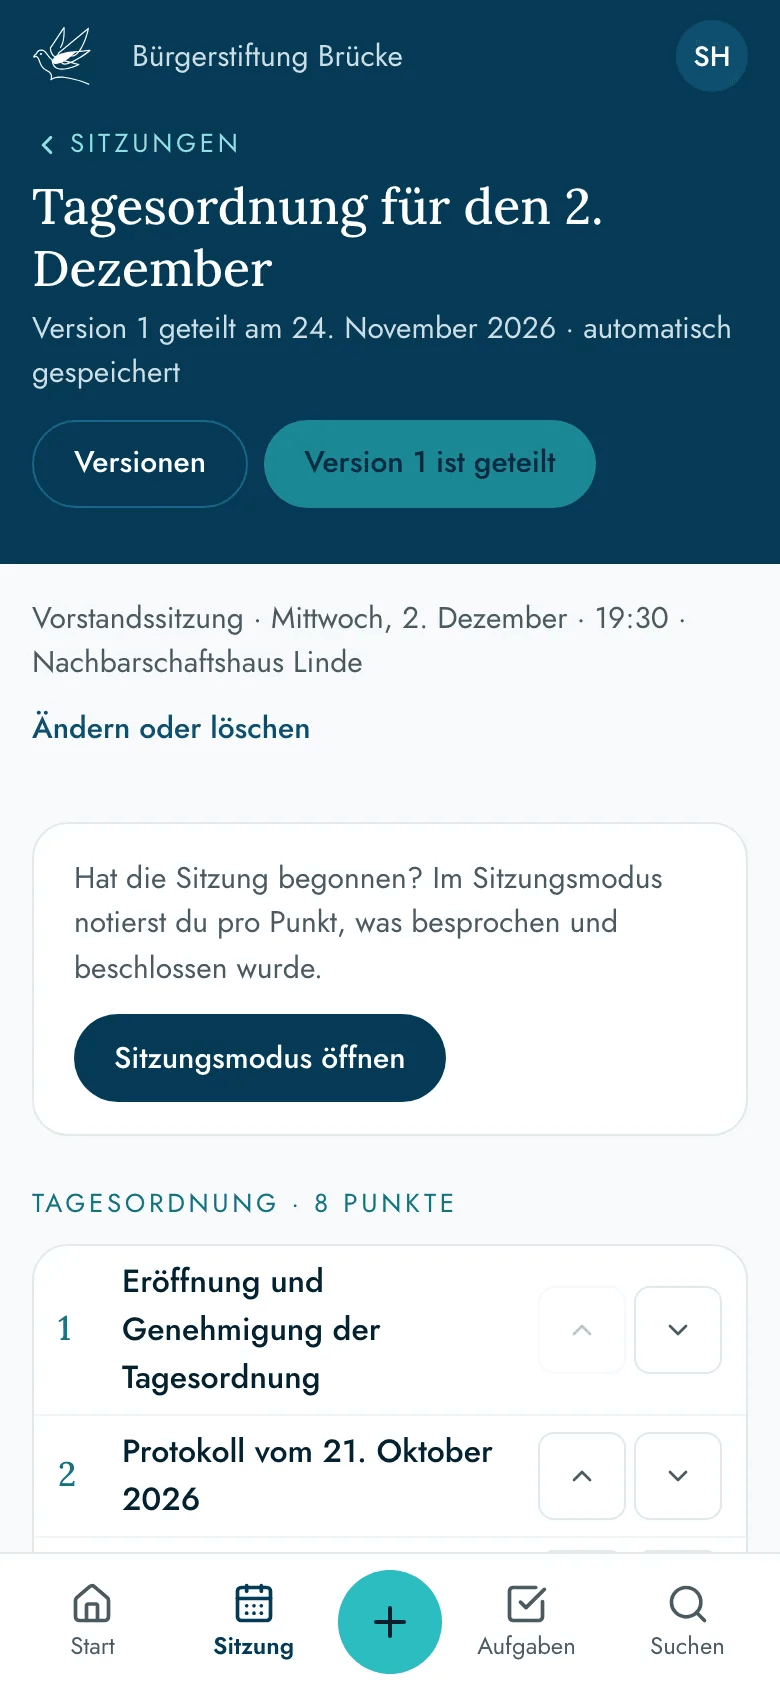 Bürgerstiftung Brücke
SH
SITZUNGEN
Tagesordnung für den 2.
Dezember
Version 1 geteilt am 24. November 2026 · automatisch
gespeichert
Versionen
Version 1 ist geteilt
Vorstandssitzung · Mittwoch, 2. Dezember · 19:30 ·
Nachbarschaftshaus Linde
Ändern oder löschen
Hat die Sitzung begonnen? Im Sitzungsmodus
notierst du pro Punkt, was besprochen und
beschlossen wurde.
Sitzungsmodus öffnen
TAGESORDNUNG · 8 PUNKTE
1
Eröffnung und
Genehmigung der
Tagesordnung
2
Protokoll vom 21. Oktober
2026
Start
Sitzung
Aufgaben
Suchen